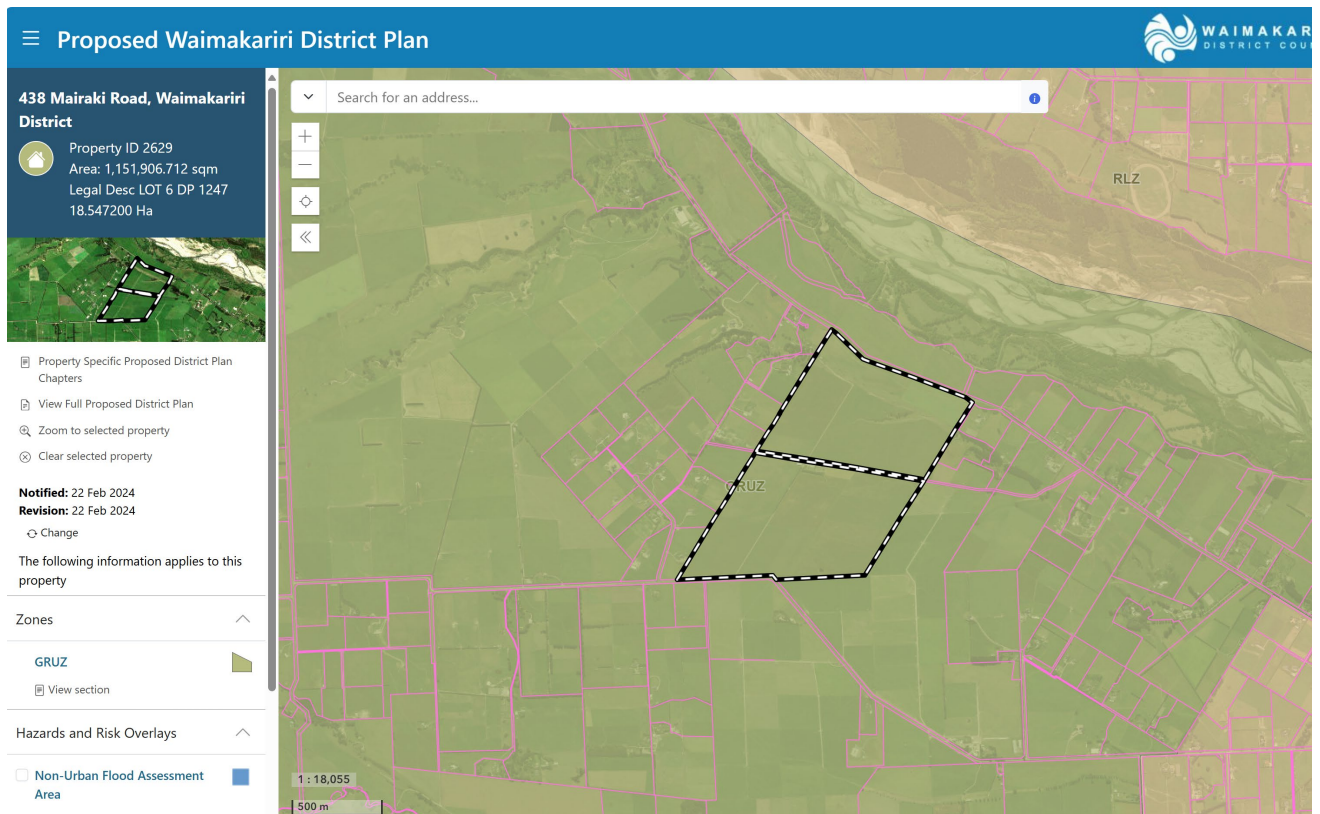 Proposed Waimakariri District Plan
WAIMAKAR
DISTRICT COU
438 Mairaki Road, Waimakariri
District
Property ID 2629
Area: 1,151,906.712 sqm
Legal Desc LOT 6 DP 1247
18.547200 Ha
Property Specific Proposed District Plan
Chapters
View Full Proposed District Plan
Zoom to selected property
Clear selected property
Notified: 22 Feb 2024
Revision: 22 Feb 2024
Change
The following information applies to this
property
Zones
GRUZ
View section
Hazards and Risk Overlays
Non-Urban Flood Assessment
Area
Search for an address...
RLZ
GRUZ
1 : 18,055
500 m